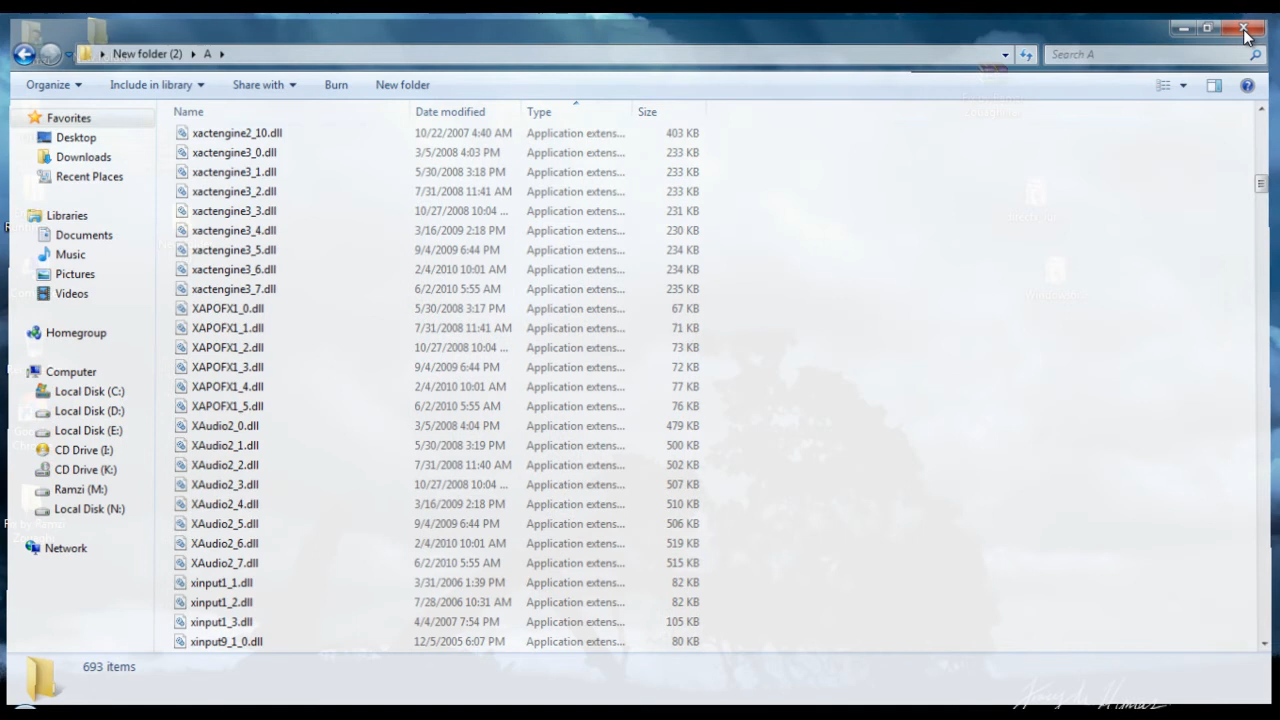 New folder (2) A
Search A
Organize Include in library Share with Burn New folder
Name Date modified Type Size
Favorites
Desktop
Downloads
Recent Places
Libraries
Documents
Music
Pictures
Videos
Homegroup
Computer
Local Disk (C:)
Local Disk (D:)
Local Disk (E:)
CD Drive (I:)
CD Drive (K:)
Ramzi (M:)
Local Disk (N:)
Network
xactengine2_10.dll 10/22/2007 4:40 AM Application extens... 403 KB
xactengine3_0.dll 3/5/2008 4:03 PM Application extens... 233 KB
xactengine3_1.dll 5/30/2008 3:18 PM Application extens... 233 KB
xactengine3_2.dll 7/31/2008 11:41 AM Application extens... 233 KB
xactengine3_3.dll 10/27/2008 10:04 ... Application extens... 231 KB
xactengine3_4.dll 3/16/2009 2:18 PM Application extens... 230 KB
xactengine3_5.dll 9/4/2009 6:44 PM Application extens... 234 KB
xactengine3_6.dll 2/4/2010 10:01 AM Application extens... 234 KB
xactengine3_7.dll 6/2/2010 5:55 AM Application extens... 235 KB
XAPOFX1_0.dll 5/30/2008 3:17 PM Application extens... 67 KB
XAPOFX1_1.dll 7/31/2008 11:41 AM Application extens... 71 KB
XAPOFX1_2.dll 10/27/2008 10:04 ... Application extens... 73 KB
XAPOFX1_3.dll 9/4/2009 6:44 PM Application extens... 72 KB
XAPOFX1_4.dll 2/4/2010 10:01 AM Application extens... 77 KB
XAPOFX1_5.dll 6/2/2010 5:55 AM Application extens... 76 KB
XAudio2_0.dll 3/5/2008 4:04 PM Application extens... 479 KB
XAudio2_1.dll 5/30/2008 3:19 PM Application extens... 500 KB
XAudio2_2.dll 7/31/2008 11:40 AM Application extens... 502 KB
XAudio2_3.dll 10/27/2008 10:04 ... Application extens... 507 KB
XAudio2_4.dll 3/16/2009 2:18 PM Application extens... 510 KB
XAudio2_5.dll 9/4/2009 6:44 PM Application extens... 506 KB
XAudio2_6.dll 2/4/2010 10:01 AM Application extens... 519 KB
XAudio2_7.dll 6/2/2010 5:55 AM Application extens... 515 KB
xinput1_1.dll 3/31/2006 1:39 PM Application extens... 82 KB
xinput1_2.dll 7/28/2006 10:31 AM Application extens... 82 KB
xinput1_3.dll 4/4/2007 7:54 PM Application extens... 105 KB
xinput9_1_0.dll 12/5/2005 6:07 PM Application extens... 80 KB
693 items